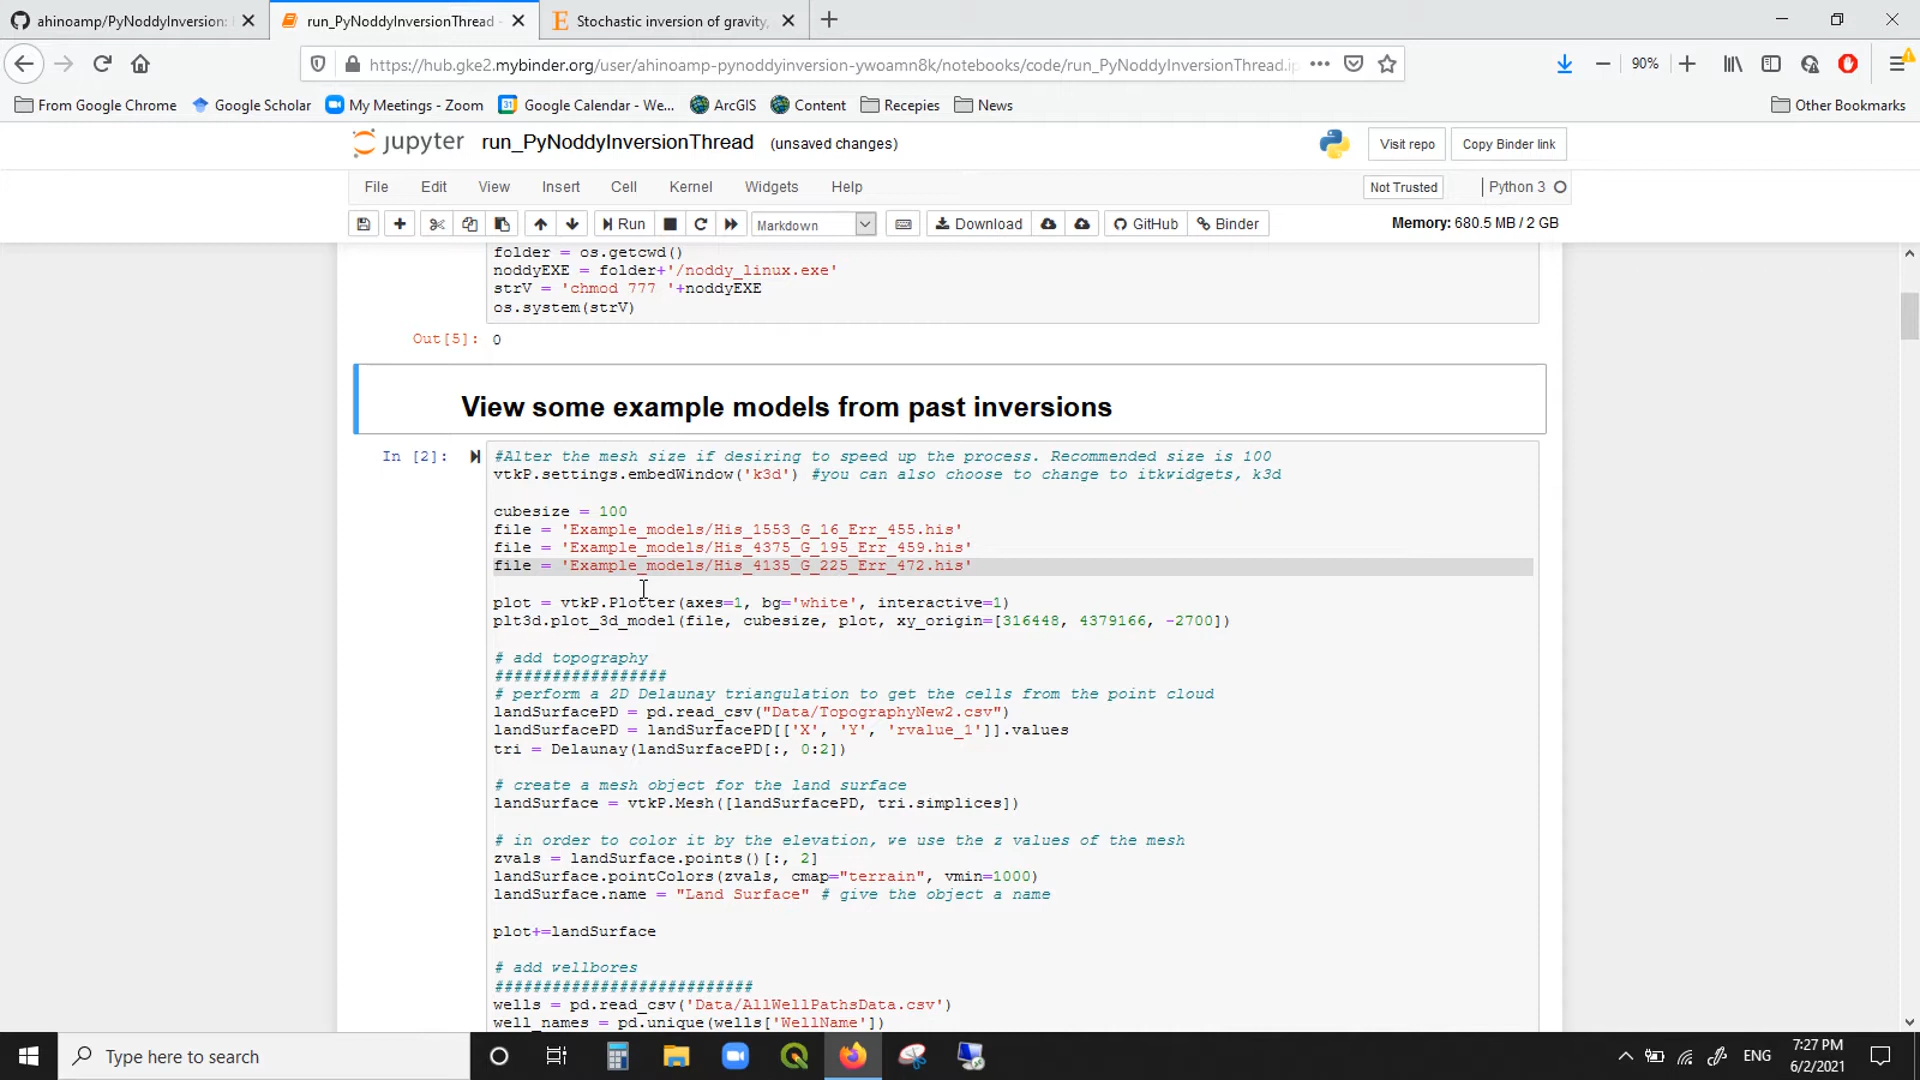 ahinoamp/PyNoddyInversion:
run_PyNoddyInversionThread -
Stochastic inversion of gravity,
https://hub.gke2.mybinder.org/user/ahinoamp-pynoddyinversion-ywoamn8k/notebooks/code/run_PyNoddyInversionThread.ip
90%
From Google Chrome
Google Scholar
My Meetings - Zoom
Google Calendar - We...
ArcGIS
Content
Recepies
News
Other Bookmarks
jupyter run_PyNoddyInversionThread (unsaved changes)
Visit repo
Copy Binder link
File Edit View Insert Cell Kernel Widgets Help
Not Trusted
Python 3
Run
Markdown
Download
GitHub
Binder
Memory: 680.5 MB / 2 GB
folder = os.getcwd()
noddyEXE = folder+'/noddy_linux.exe'
strV = 'chmod 777 '+noddyEXE
os.system(strV)
Out[5]: 0
View some example models from past inversions
In [2]: #Alter the mesh size if desiring to speed up the process. Recommended size is 100
vtkP.settings.embedWindow('k3d') #you can also choose to change to itkwidgets, k3d
cubesize = 100
file = 'Example_models/His_1553_G_16_Err_455.his'
file = 'Example_models/His_4375_G_195_Err_459.his'
file = 'Example_models/His_4135_G_225_Err_472.his'
plot = vtkP.Plotter(axes=1, bg='white', interactive=1)
plt3d.plot_3d_model(file, cubesize, plot, xy_origin=[316448, 4379166, -2700])
# add topography
##################
# perform a 2D Delaunay triangulation to get the cells from the point cloud
landSurfacePD = pd.read_csv("Data/TopographyNew2.csv")
landSurfacePD = landSurfacePD[['X', 'Y', 'rvalue_1']].values
tri = Delaunay(landSurfacePD[:, 0:2])
# create a mesh object for the land surface
landSurface = vtkP.Mesh([landSurfacePD, tri.simplices])
# in order to color it by the elevation, we use the z values of the mesh
zvals = landSurface.points()[:, 2]
landSurface.pointColors(zvals, cmap="terrain", vmin=1000)
landSurface.name = "Land Surface" # give the object a name
plot+=landSurface
# add wellbores
###########################
wells = pd.read_csv('Data/AllWellPathsData.csv')
well_names = pd.unique(wells['WellName'])
Type here to search
ENG
7:27 PM
6/2/2021